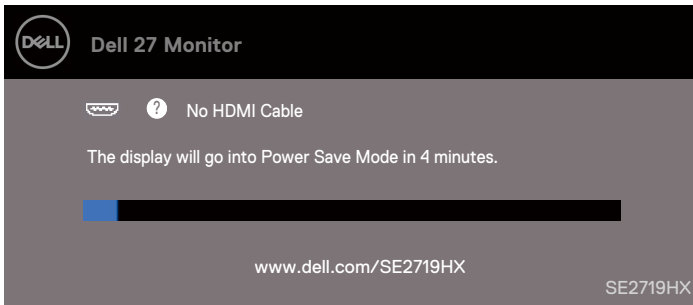 DELL
Dell 27 Monitor
? No HDMI Cable
The display will go into Power Save Mode in 4 minutes.
www.dell.com/SE2719HX
SE2719HX